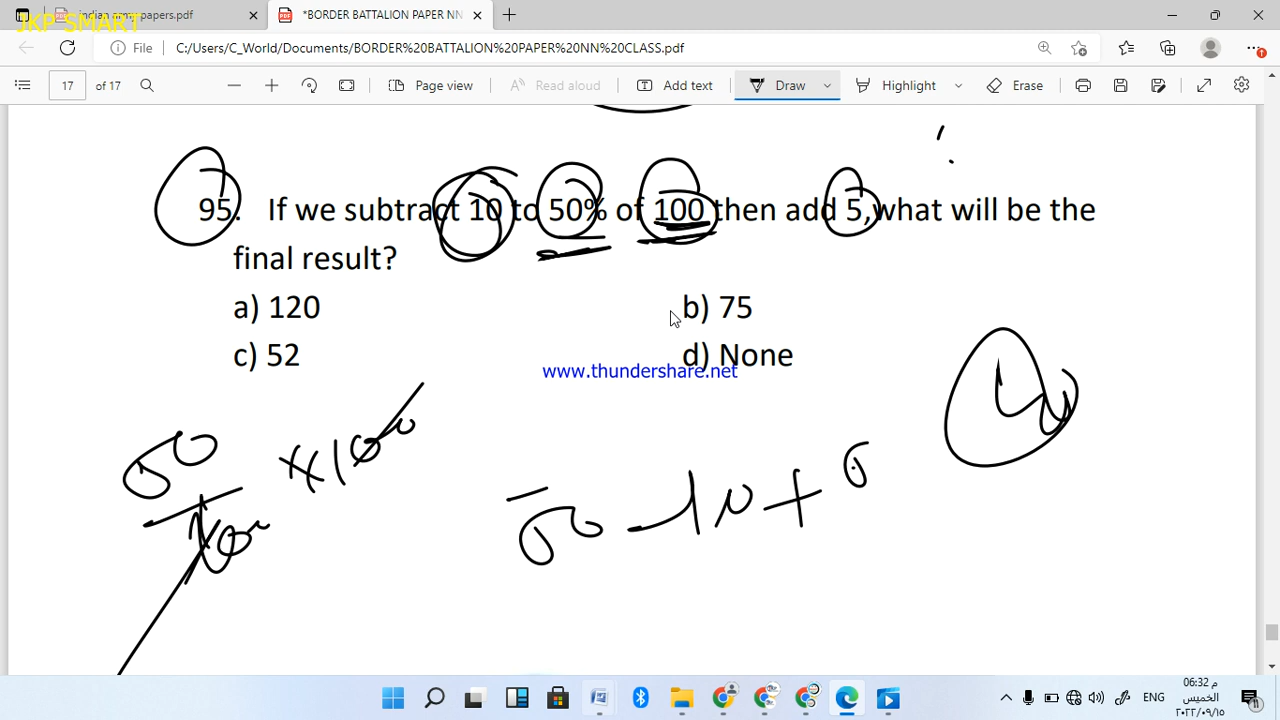 JKP SMART
indian army papers.pdf
*BORDER BATTALION PAPER NN
File C:/Users/C_World/Documents/BORDER%20BATTALION%20PAPER%20NN%20CLASS.pdf
17 of 17 Page view Read aloud Add text Draw Highlight Erase
95. If we subtract 10 to 50% of 100 then add 5,what will be the
final result?
a) 120 b) 75
c) 52 d) None
www.thundershare.net
50
100
×100
50 - 10 + 5
ENG
06:32 م
الخميس
٢٠٢٢/٠٩/١٥